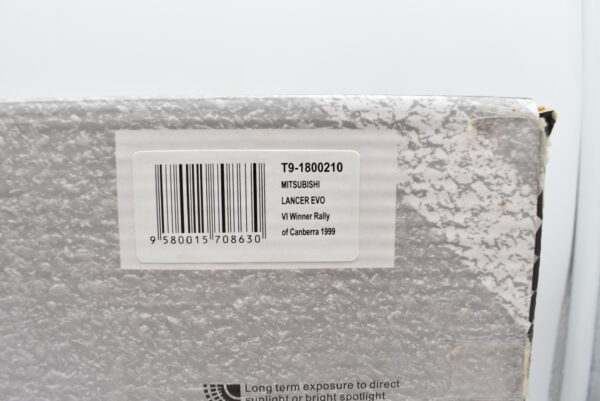 T9-1800210
MITSUBISHI
LANCER EVO
VI Winner Rally
of Canberra 1999
9 580015 708630
Long term exposure to direct
sunlight or bright spotlight